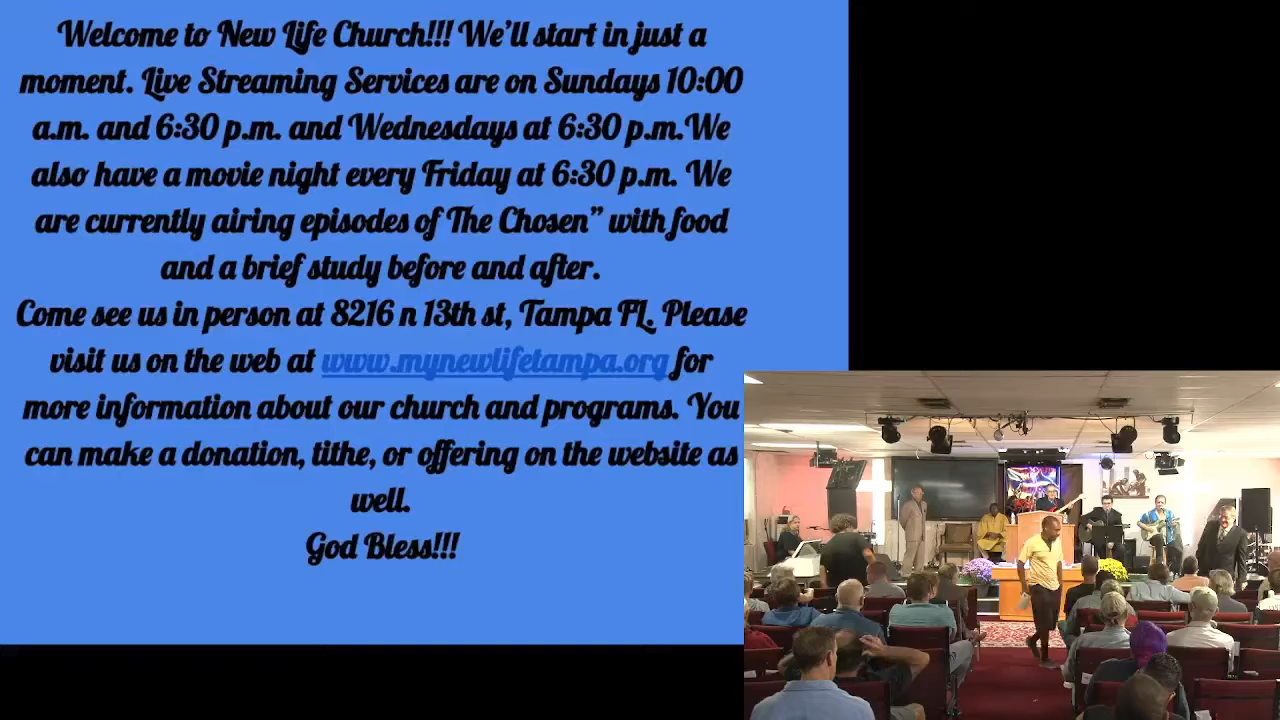 Welcome to New Life Church!!! We'll start in just a
moment. Live Streaming Services are on Sundays 10:00
a.m. and 6:30 p.m. and Wednesdays at 6:30 p.m.We
also have a movie night every Friday at 6:30 p.m. We
are currently airing episodes of The Chosen” with food
and a brief study before and after.
Come see us in person at 8216 n 13th st, Tampa FL. Please
visit us on the web at www.mynewlifetampa.org for
more information about our church and programs. You
can make a donation, tithe, or offering on the website as
well.
God Bless!!!